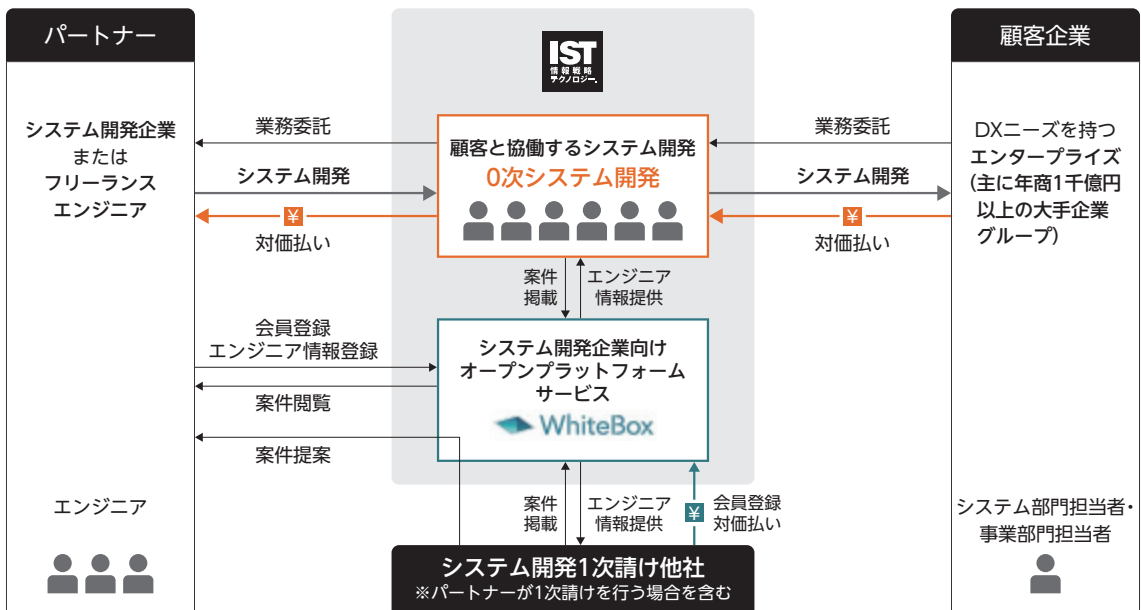 パートナー
システム開発企業
または
フリーランス
エンジニア
エンジニア
業務委託
システム開発
¥
対価払い
会員登録
エンジニア情報登録
案件閲覧
案件提案
IST
情報戦略
テクノロジー.
顧客と協働するシステム開発
0次システム開発
案件
掲載
エンジニア
情報提供
システム開発企業向け
オープンプラットフォーム
サービス
WhiteBox
案件
掲載
エンジニア
情報提供
¥
会員登録
対価払い
システム開発1次請け他社
※パートナーが1次請けを行う場合を含む
業務委託
システム開発
¥
対価払い
顧客企業
DXニーズを持つ
エンタープライズ
(主に年商1千億円
以上の大手企業
グループ)
システム部門担当者・
事業部門担当者